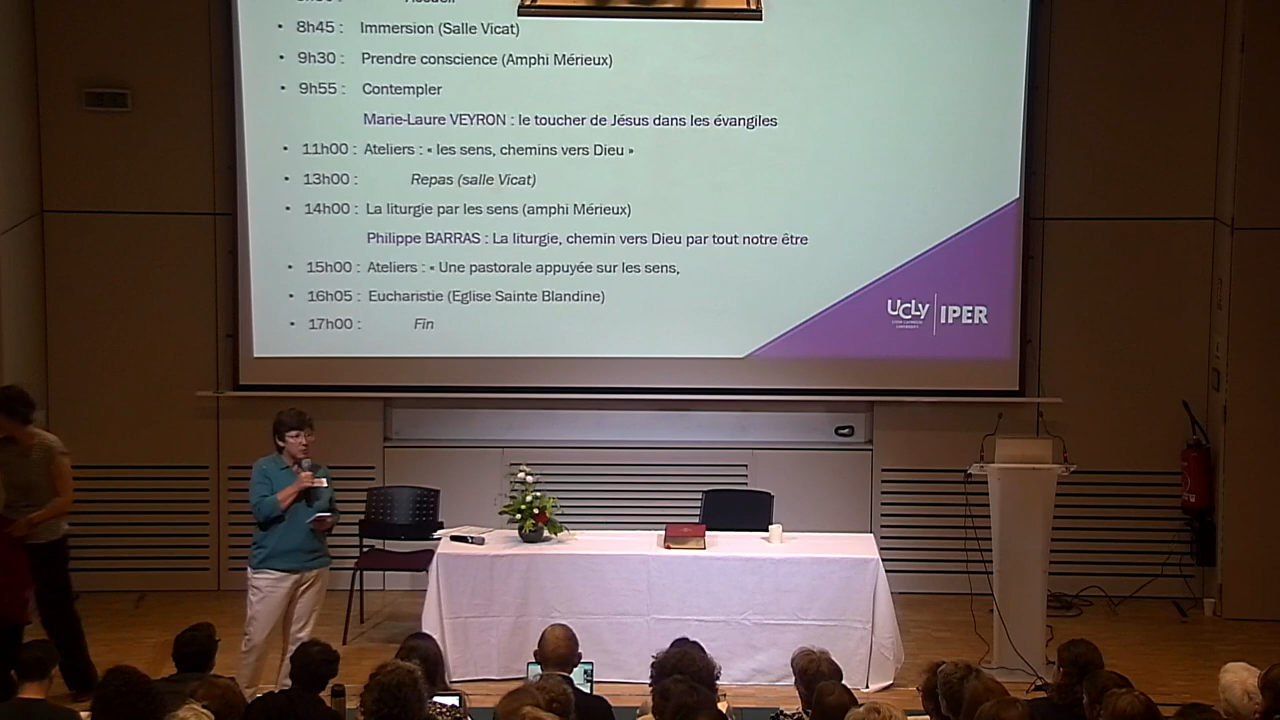 Accueil
• 8h45 : Immersion (Salle Vicat)
• 9h30 : Prendre conscience (Amphi Mérieux)
• 9h55 : Contempler
Marie-Laure VEYRON : le toucher de Jésus dans les évangiles
• 11h00 : Ateliers : « les sens, chemins vers Dieu »
• 13h00 : Repas (salle Vicat)
• 14h00 : La liturgie par les sens (amphi Mérieux)
Philippe BARRAS : La liturgie, chemin vers Dieu par tout notre être
• 15h00 : Ateliers : « Une pastorale appuyée sur les sens,
• 16h05 : Eucharistie (Eglise Sainte Blandine)
• 17h00 : Fin
UCLy
IPER